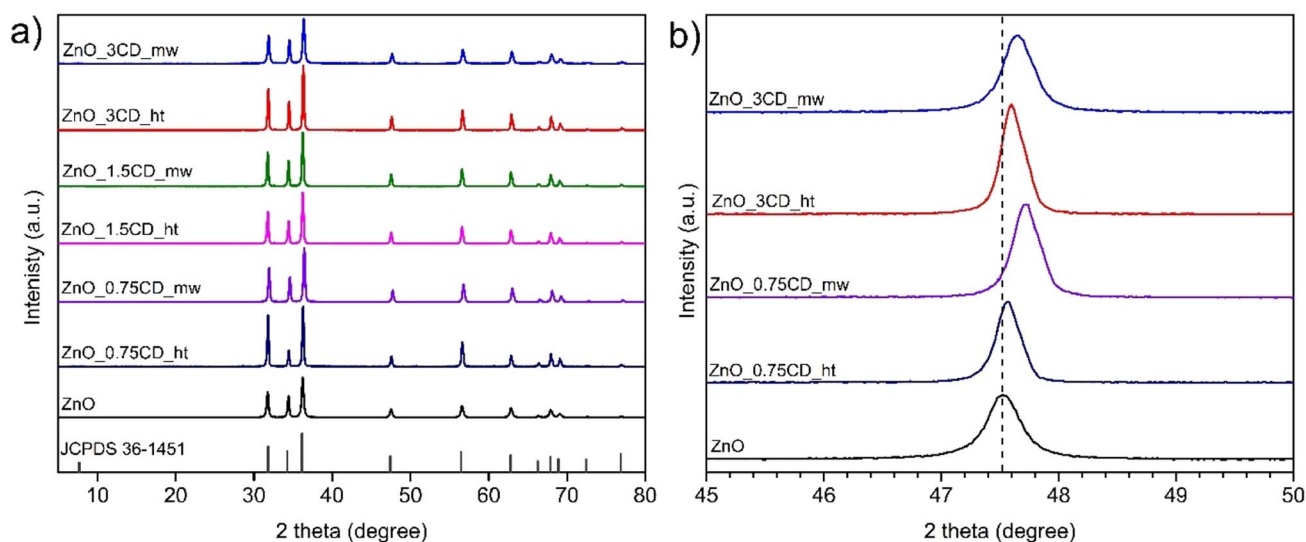 a)
ZnO_3CD_mw
ZnO_3CD_ht
ZnO_1.5CD_mw
ZnO_1.5CD_ht
ZnO_0.75CD_mw
ZnO_0.75CD_ht
ZnO
JCPDS 36-1451
Intenisty (a.u.)
10 20 30 40 50 60 70 80
2 theta (degree)
b)
ZnO_3CD_mw
ZnO_3CD_ht
ZnO_0.75CD_mw
ZnO_0.75CD_ht
ZnO
Intensity (a.u.)
45 46 47 48 49 50
2 theta (degree)